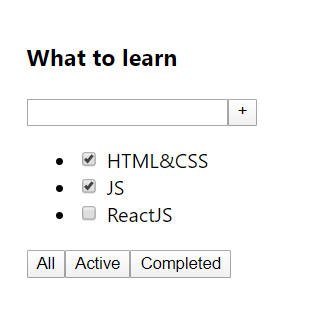 What to learn
+
HTML&CSS
JS
ReactJS
All Active Completed